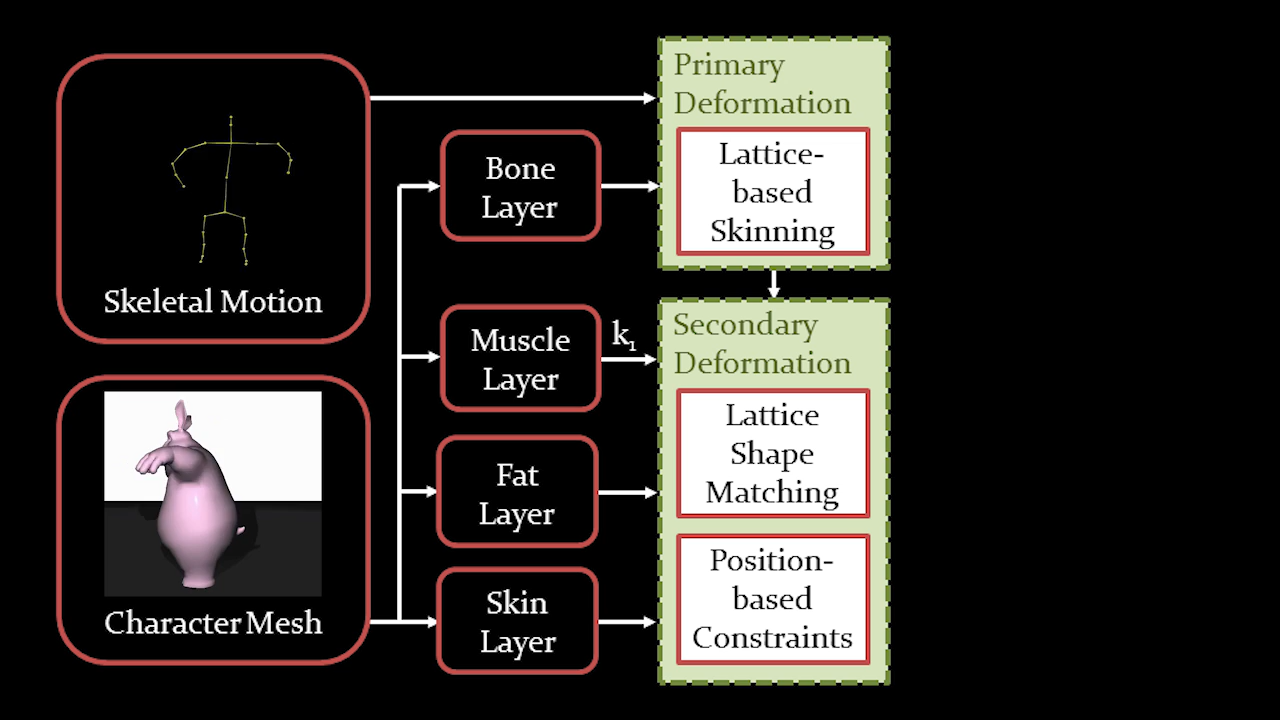 Skeletal Motion
Character Mesh
Bone
Layer
Muscle
Layer
k₁
Fat
Layer
Skin
Layer
Primary
Deformation
Lattice-
based
Skinning
Secondary
Deformation
Lattice
Shape
Matching
Position-
based
Constraints